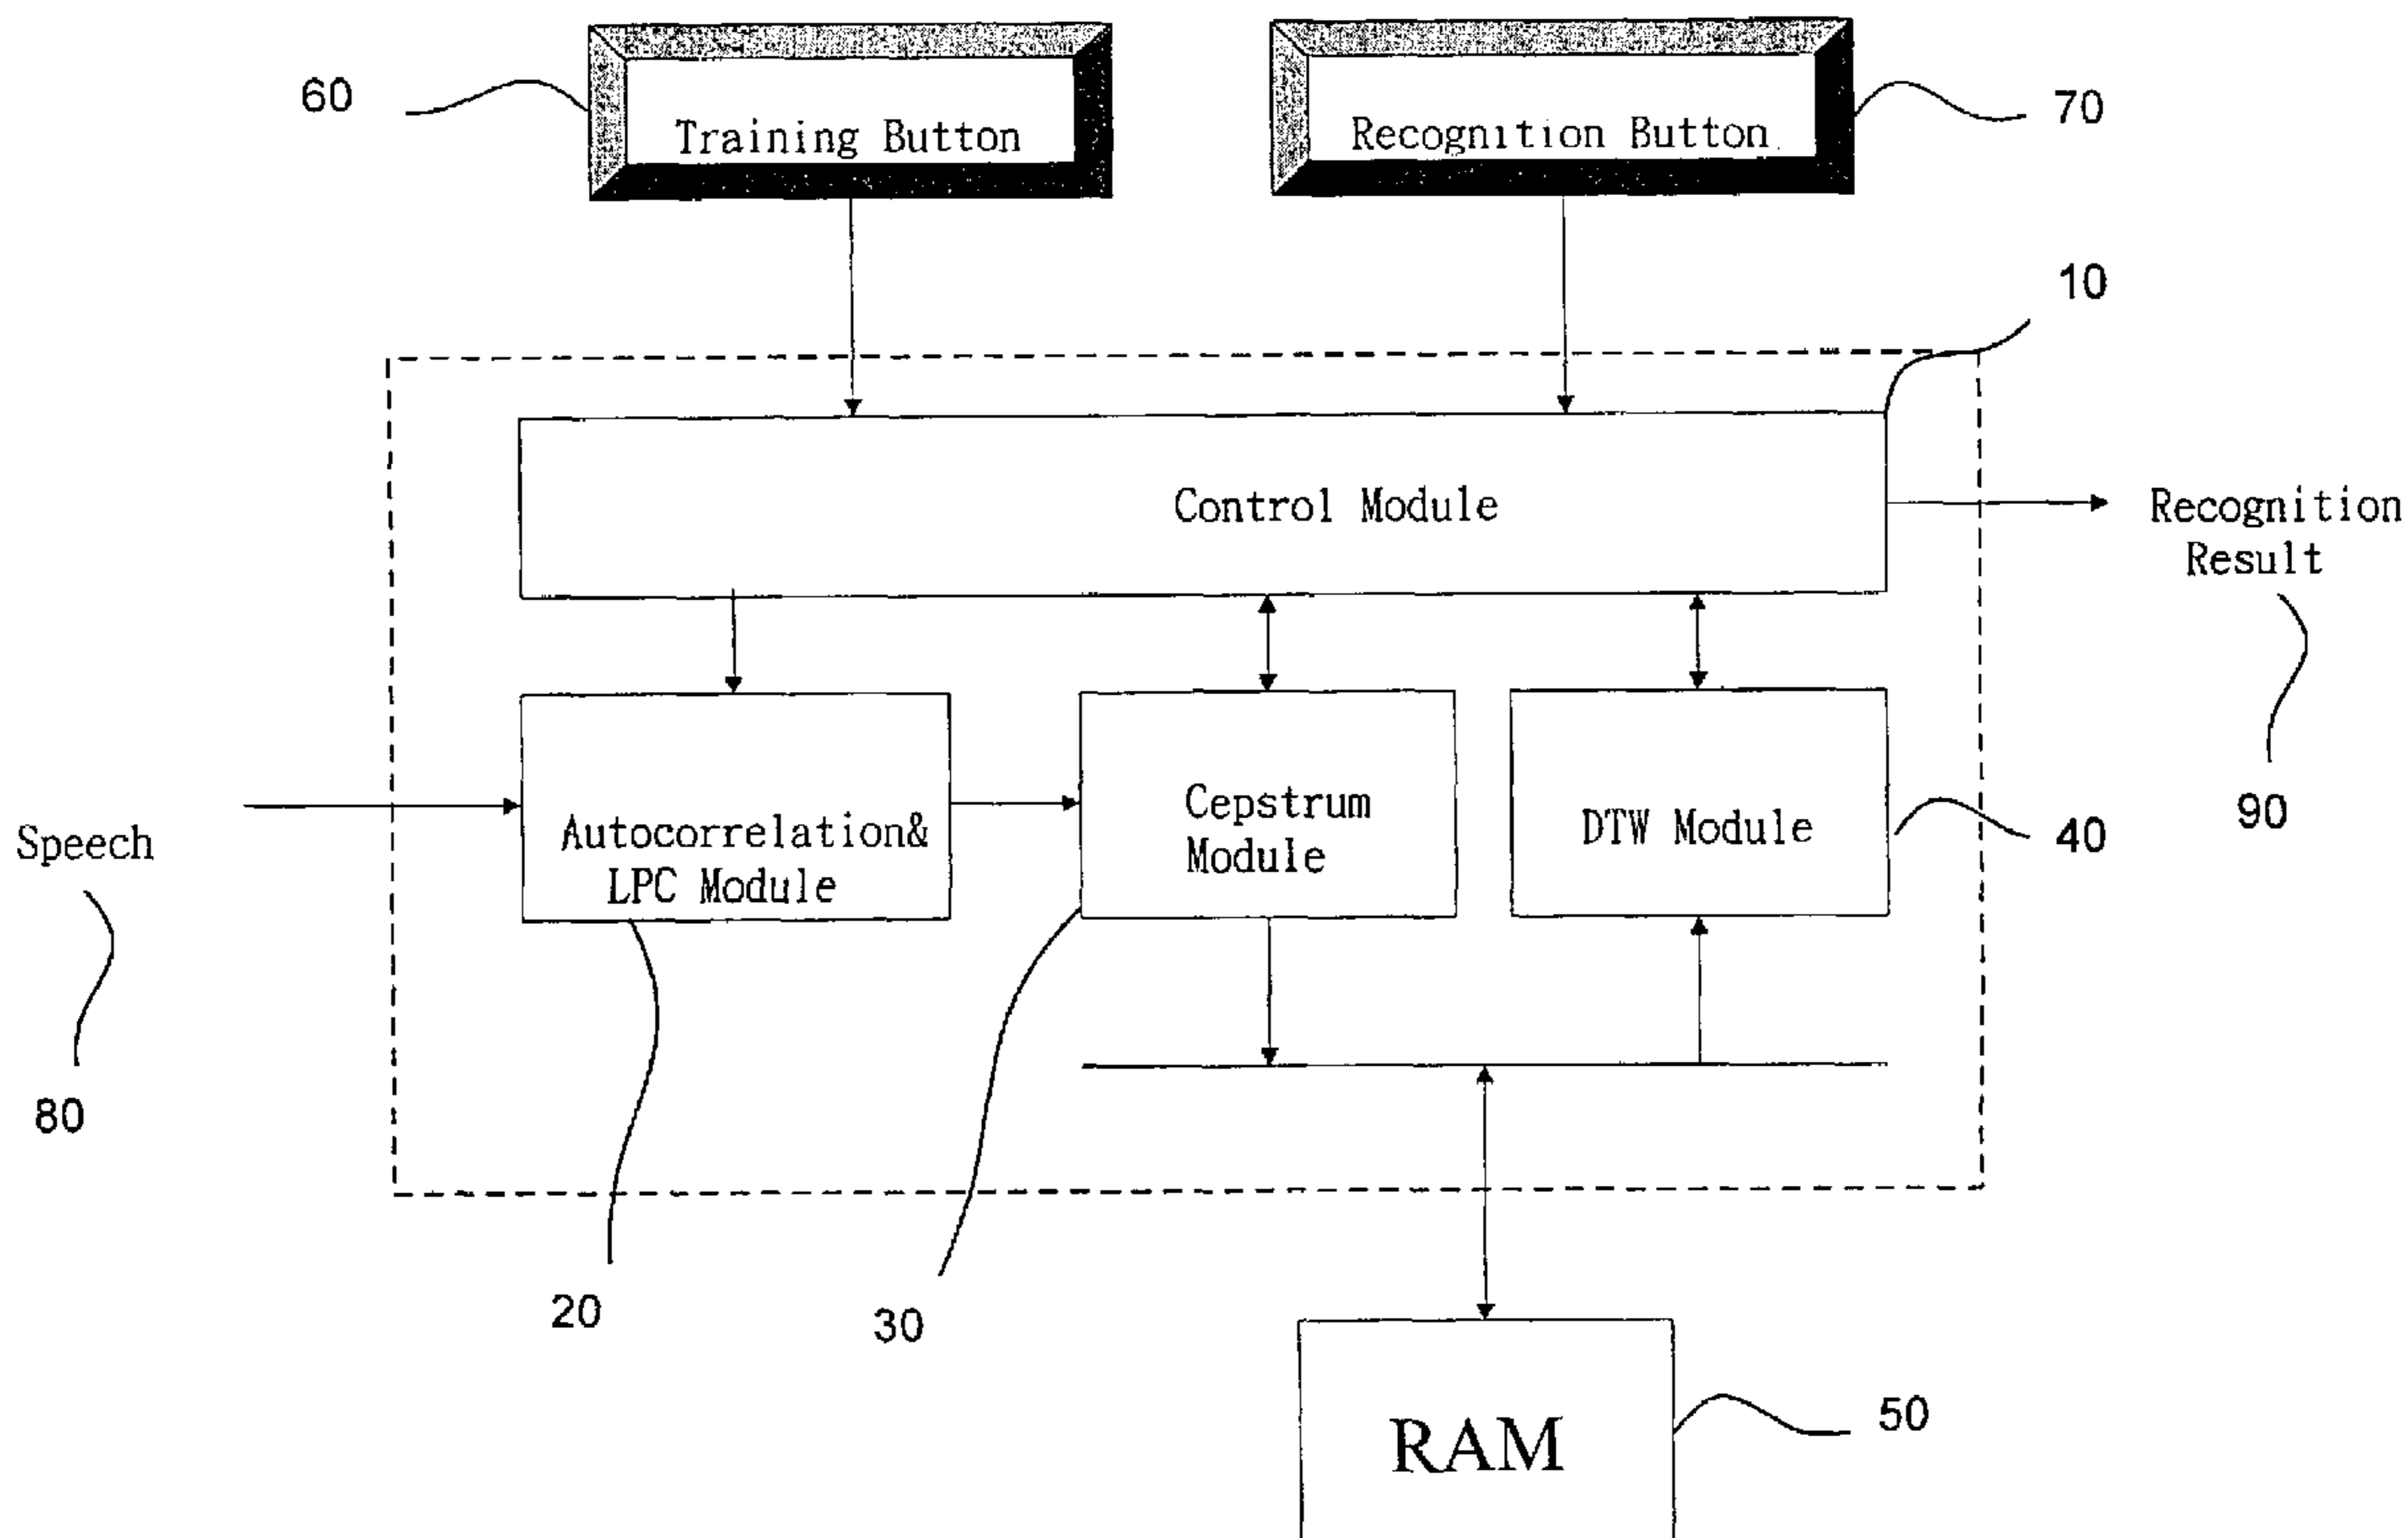 60
Training Button
Recognition Button
70
10
Control Module
Recognition
Result
Speech
80
Autocorrelation&
LPC Module
Cepstrum
Module
DTW Module
40
90
20
30
RAM
50